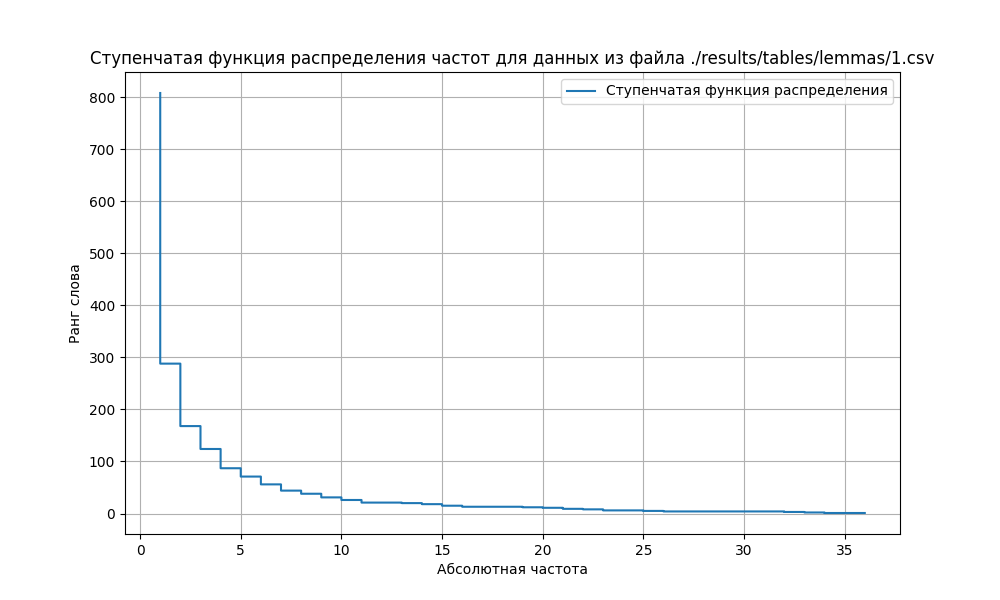 Ступенчатая функция распределения частот для данных из файла ./results/tables/lemmas/1.csv
Ступенчатая функция распределения
800
700
600
500
400
300
200
100
0
Ранг слова
0 5 10 15 20 25 30 35
Абсолютная частота